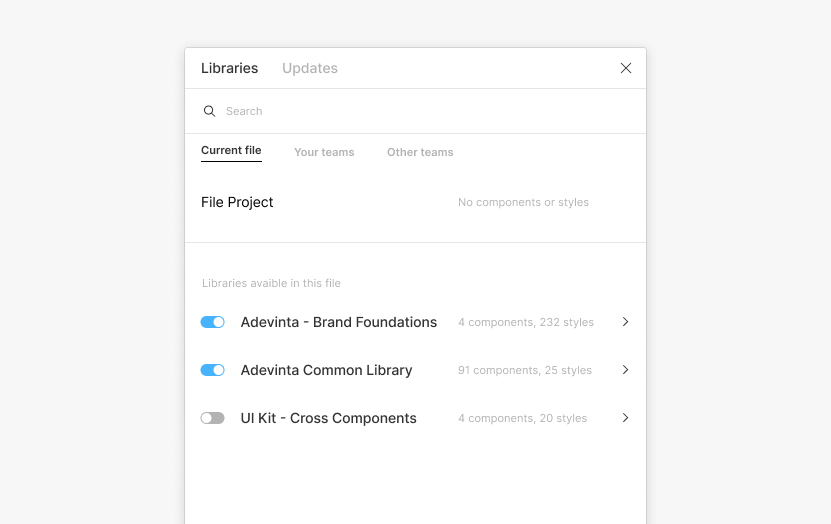 Libraries Updates
Search
Current file Your teams Other teams
File Project No components or styles
Libraries avaible in this file
Adevinta - Brand Foundations 4 components, 232 styles
Adevinta Common Library 91 components, 25 styles
UI Kit - Cross Components 4 components, 20 styles